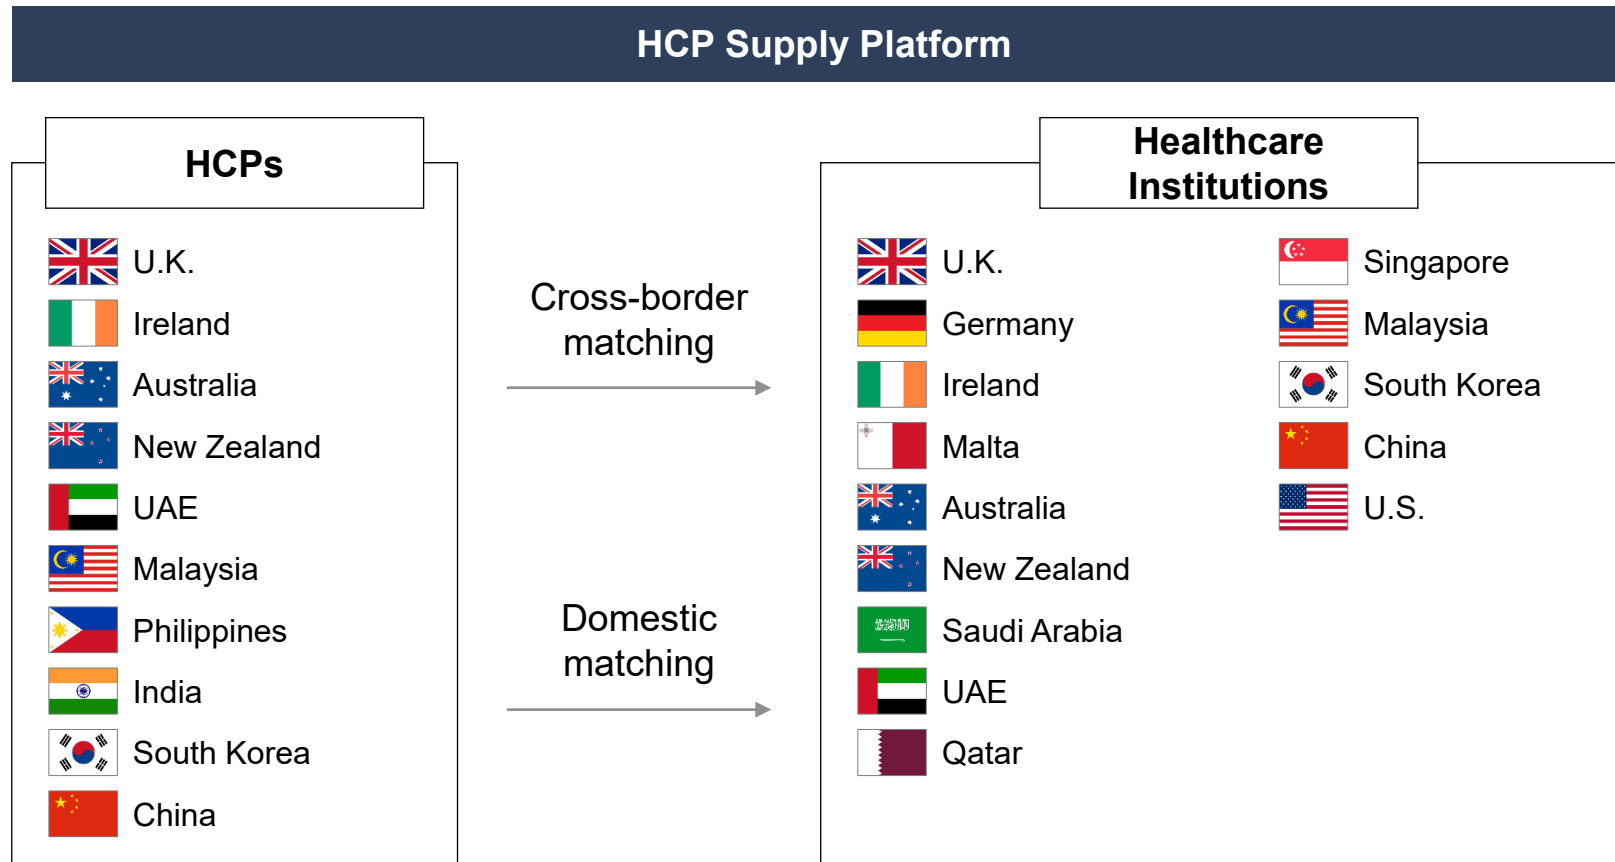 HCP Supply Platform
HCPs
U.K.
Ireland
Australia
New Zealand
UAE
Malaysia
Philippines
India
South Korea
China
Cross-border
matching
Domestic
matching
Healthcare
Institutions
U.K.
Germany
Ireland
Malta
Australia
New Zealand
Saudi Arabia
UAE
Qatar
Singapore
Malaysia
South Korea
China
U.S.